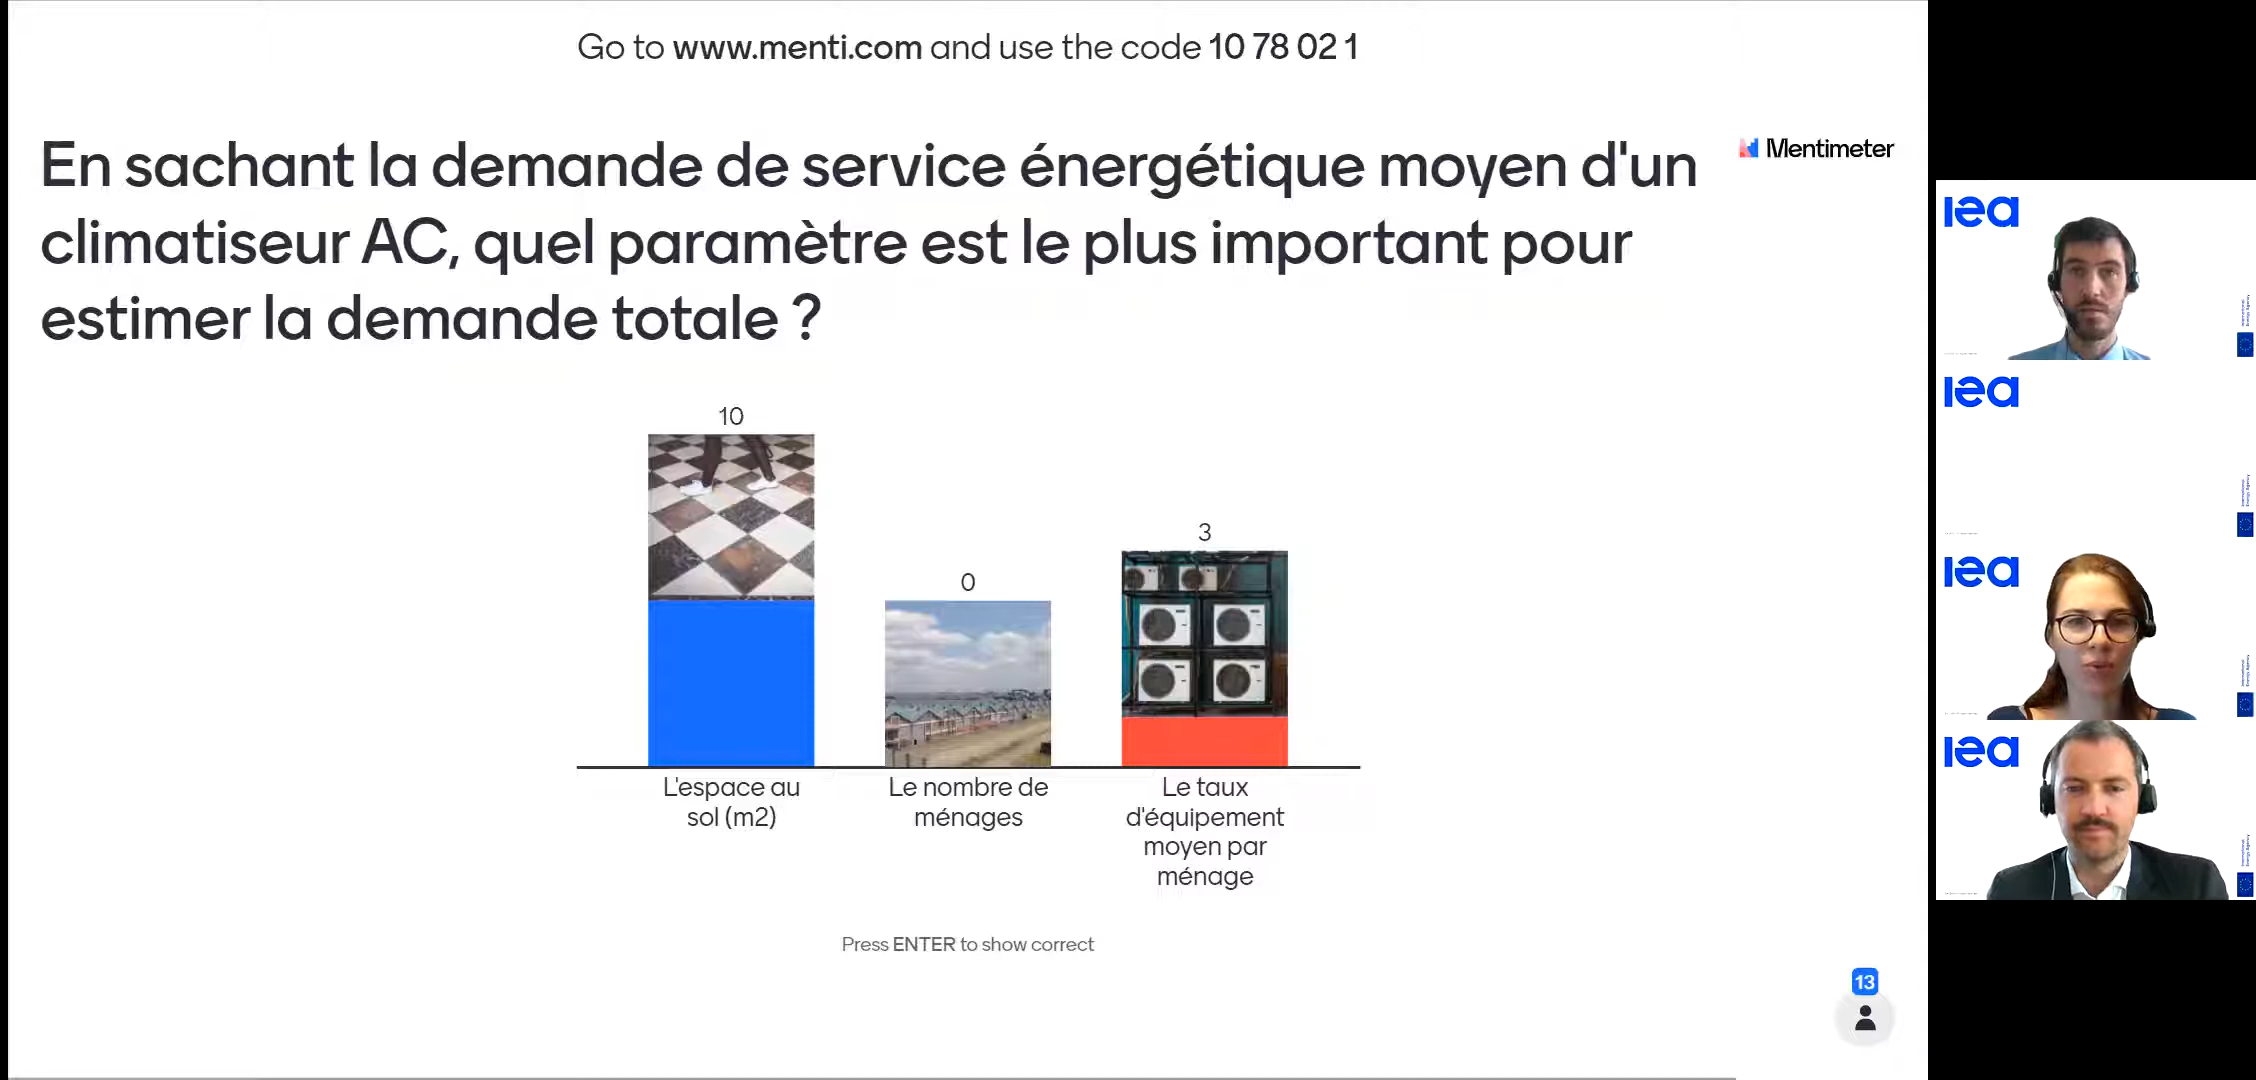 Go to www.menti.com and use the code 10 78 02 1
En sachant la demande de service énergétique moyen d'un
climatiseur AC, quel paramètre est le plus important pour
estimer la demande totale ?
Mentimeter
10
0
3
L'espace au
sol (m2)
Le nombre de
ménages
Le taux
d'équipement
moyen par
ménage
Press ENTER to show correct
13
iea
iea
iea
iea